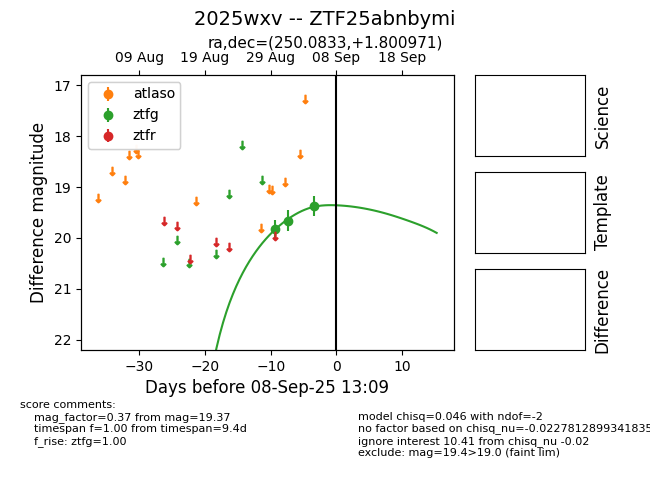 2025wxv -- ZTF25abnbymi
ra,dec=(250.0833,+1.800971)
09 Aug 19 Aug 29 Aug 08 Sep 18 Sep
atlaso
ztfg
ztfr
17
18
19
20
21
22
Difference magnitude
−30 −20 −10 0 10
Days before 08-Sep-25 13:09
Science
Template
Difference
score comments:
mag_factor=0.37 from mag=19.37
timespan f=1.00 from timespan=9.4d
f_rise: ztfg=1.00
model chisq=0.046 with ndof=-2
no factor based on chisq_nu=-0.0227812899341835
ignore interest 10.41 from chisq_nu -0.02
exclude: mag=19.4>19.0 (faint lim)